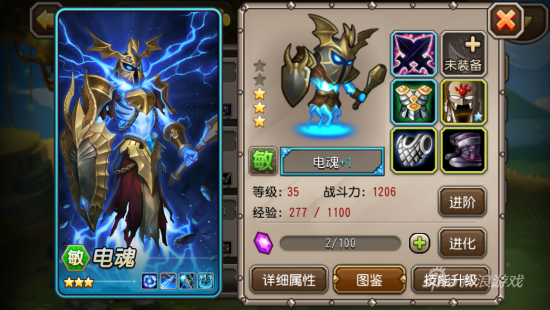 未装备
敏 电魂+1
等级: 35 战斗力: 1206
经验: 277 / 1100
进阶
2/100
进化
详细属性 图鉴 技能升级
敏 电魂
浪游戏